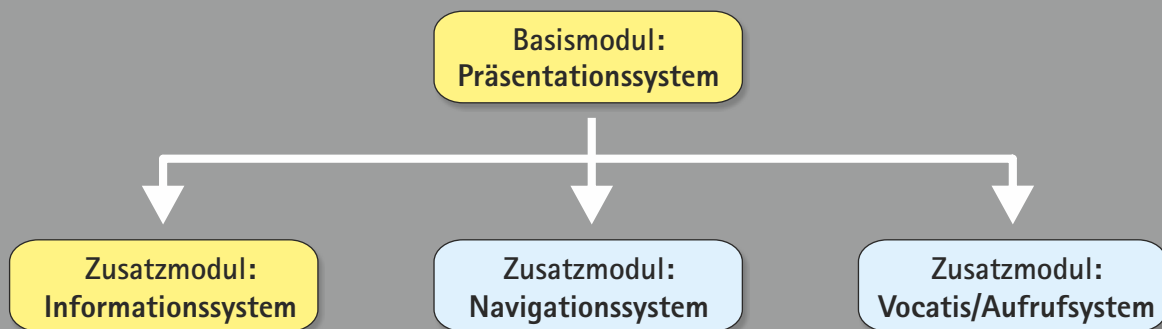 Basismodul:
Präsentationssystem
Zusatzmodul:
Informationssystem
Zusatzmodul:
Navigationssystem
Zusatzmodul:
Vocatis/Aufrufsystem